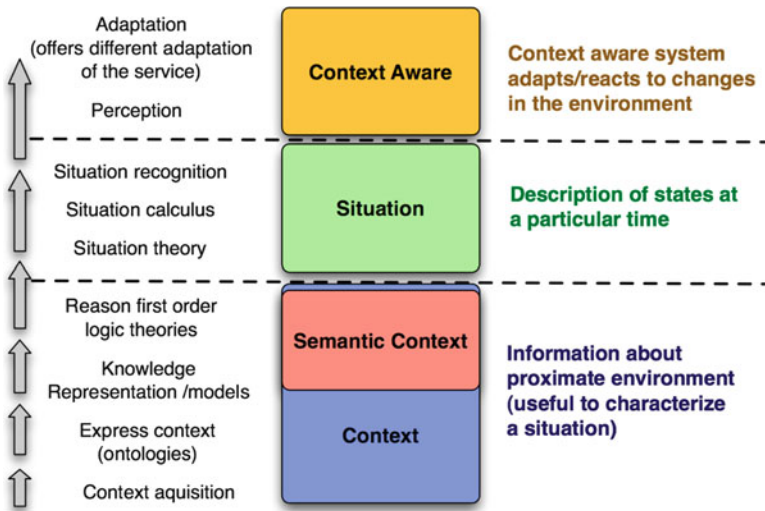 Adaptation
(offers different adaptation
of the service)
Perception
Context Aware
Context aware system
adapts/reacts to changes
in the environment
Situation recognition
Situation calculus
Situation theory
Situation
Description of states at
a particular time
Reason first order
logic theories
Knowledge
Representation /models
Express context
(ontologies)
Context aquisition
Semantic Context
Context
Information about
proximate environment
(useful to characterize
a situation)